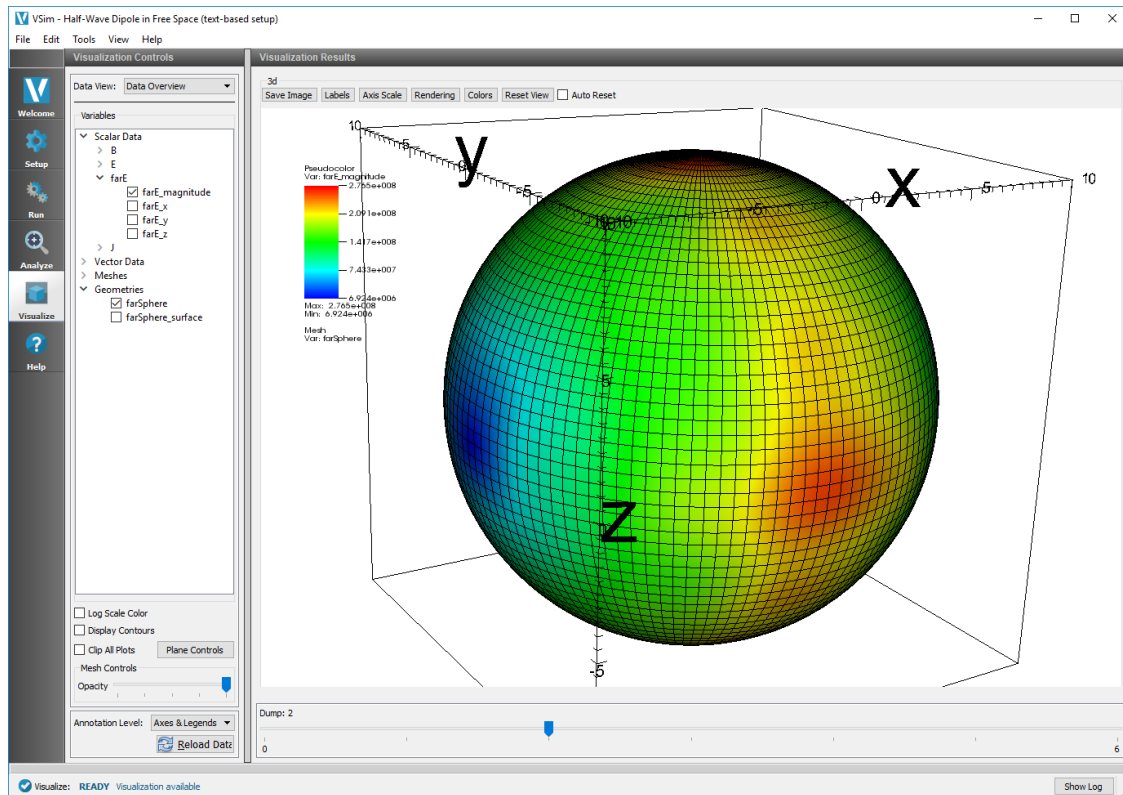 VSim - Half-Wave Dipole in Free Space (text-based setup)
File Edit Tools View Help
Visualization Controls
Visualization Results
Welcome
Setup
Run
Analyze
Visualize
Help
Data View: Data Overview
Variables
Scalar Data
B
E
farE
farE_magnitude
farE_x
farE_y
farE_z
J
Vector Data
Meshes
Geometries
farSphere
farSphere_surface
Log Scale Color
Display Contours
Clip All Plots Plane Controls
Mesh Controls
Opacity
Annotation Level: Axes & Legends
Reload Data
3d
Save Image Labels Axis Scale Rendering Colors Reset View Auto Reset
Pseudocolor
Var: farE_magnitude
2.765e+008
2.091e+008
1.417e+008
7.433e+007
6.924e+006
Max: 2.765e+008
Min: 6.924e+006
Mesh
Var: farSphere
10
5
0
-5
y
-5
0
5
10
X
5
Z
-5
Dump: 2
0 6
Visualize: READY Visualization available
Show Log